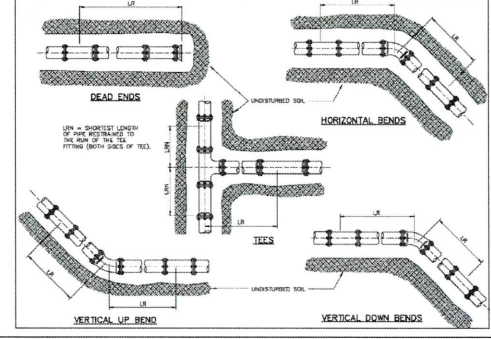 LR
LR
LR
DEAD ENDS
UNDISTURBED SOIL
HORIZONTAL BENDS
LRN = SHORTEST LENGTH
OF PIPE RESTRAINED TO
THE RUN OF THE TEE
FITTING (BOTH SIDES OF TEE).
LRN
LRN
LR
TEES
LR
LR
LR
LR
UNDISTURBED SOIL
VERTICAL UP BEND
VERTICAL DOWN BENDS